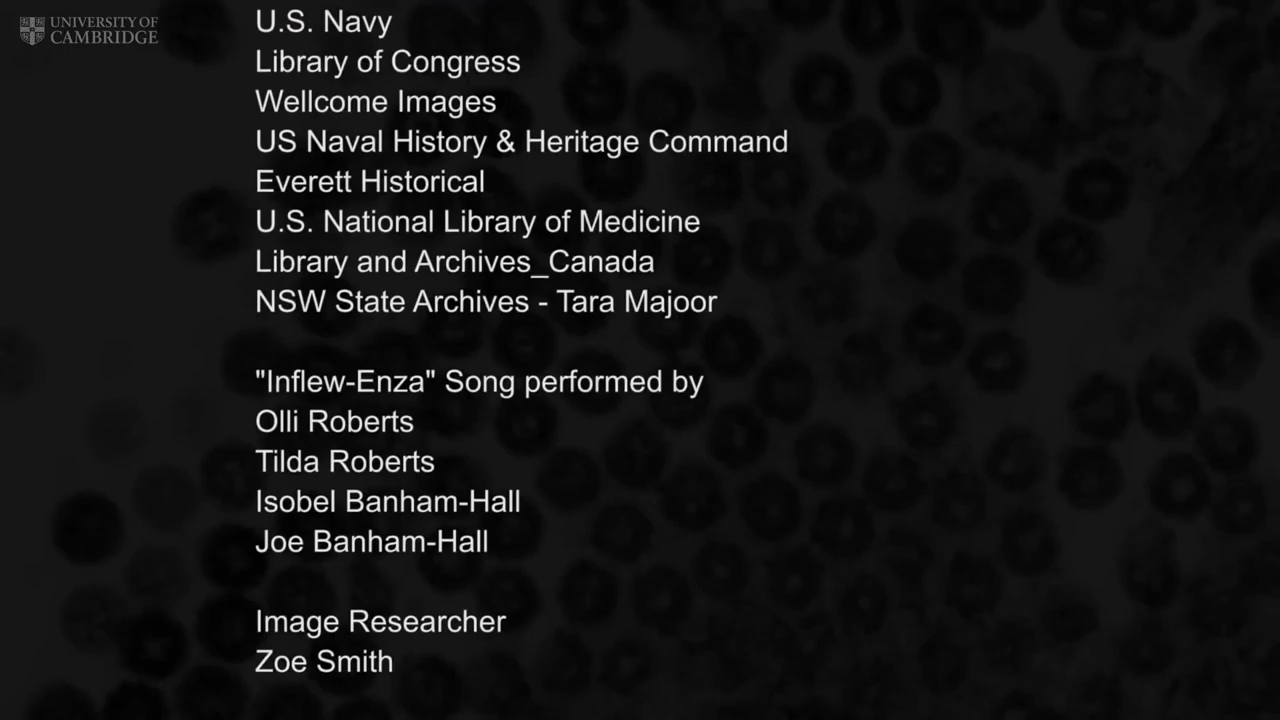 UNIVERSITY OF
CAMBRIDGE
U.S. Navy
Library of Congress
Wellcome Images
US Naval History & Heritage Command
Everett Historical
U.S. National Library of Medicine
Library and Archives_Canada
NSW State Archives - Tara Majoor
"Inflew-Enza" Song performed by
Olli Roberts
Tilda Roberts
Isobel Banham-Hall
Joe Banham-Hall
Image Researcher
Zoe Smith